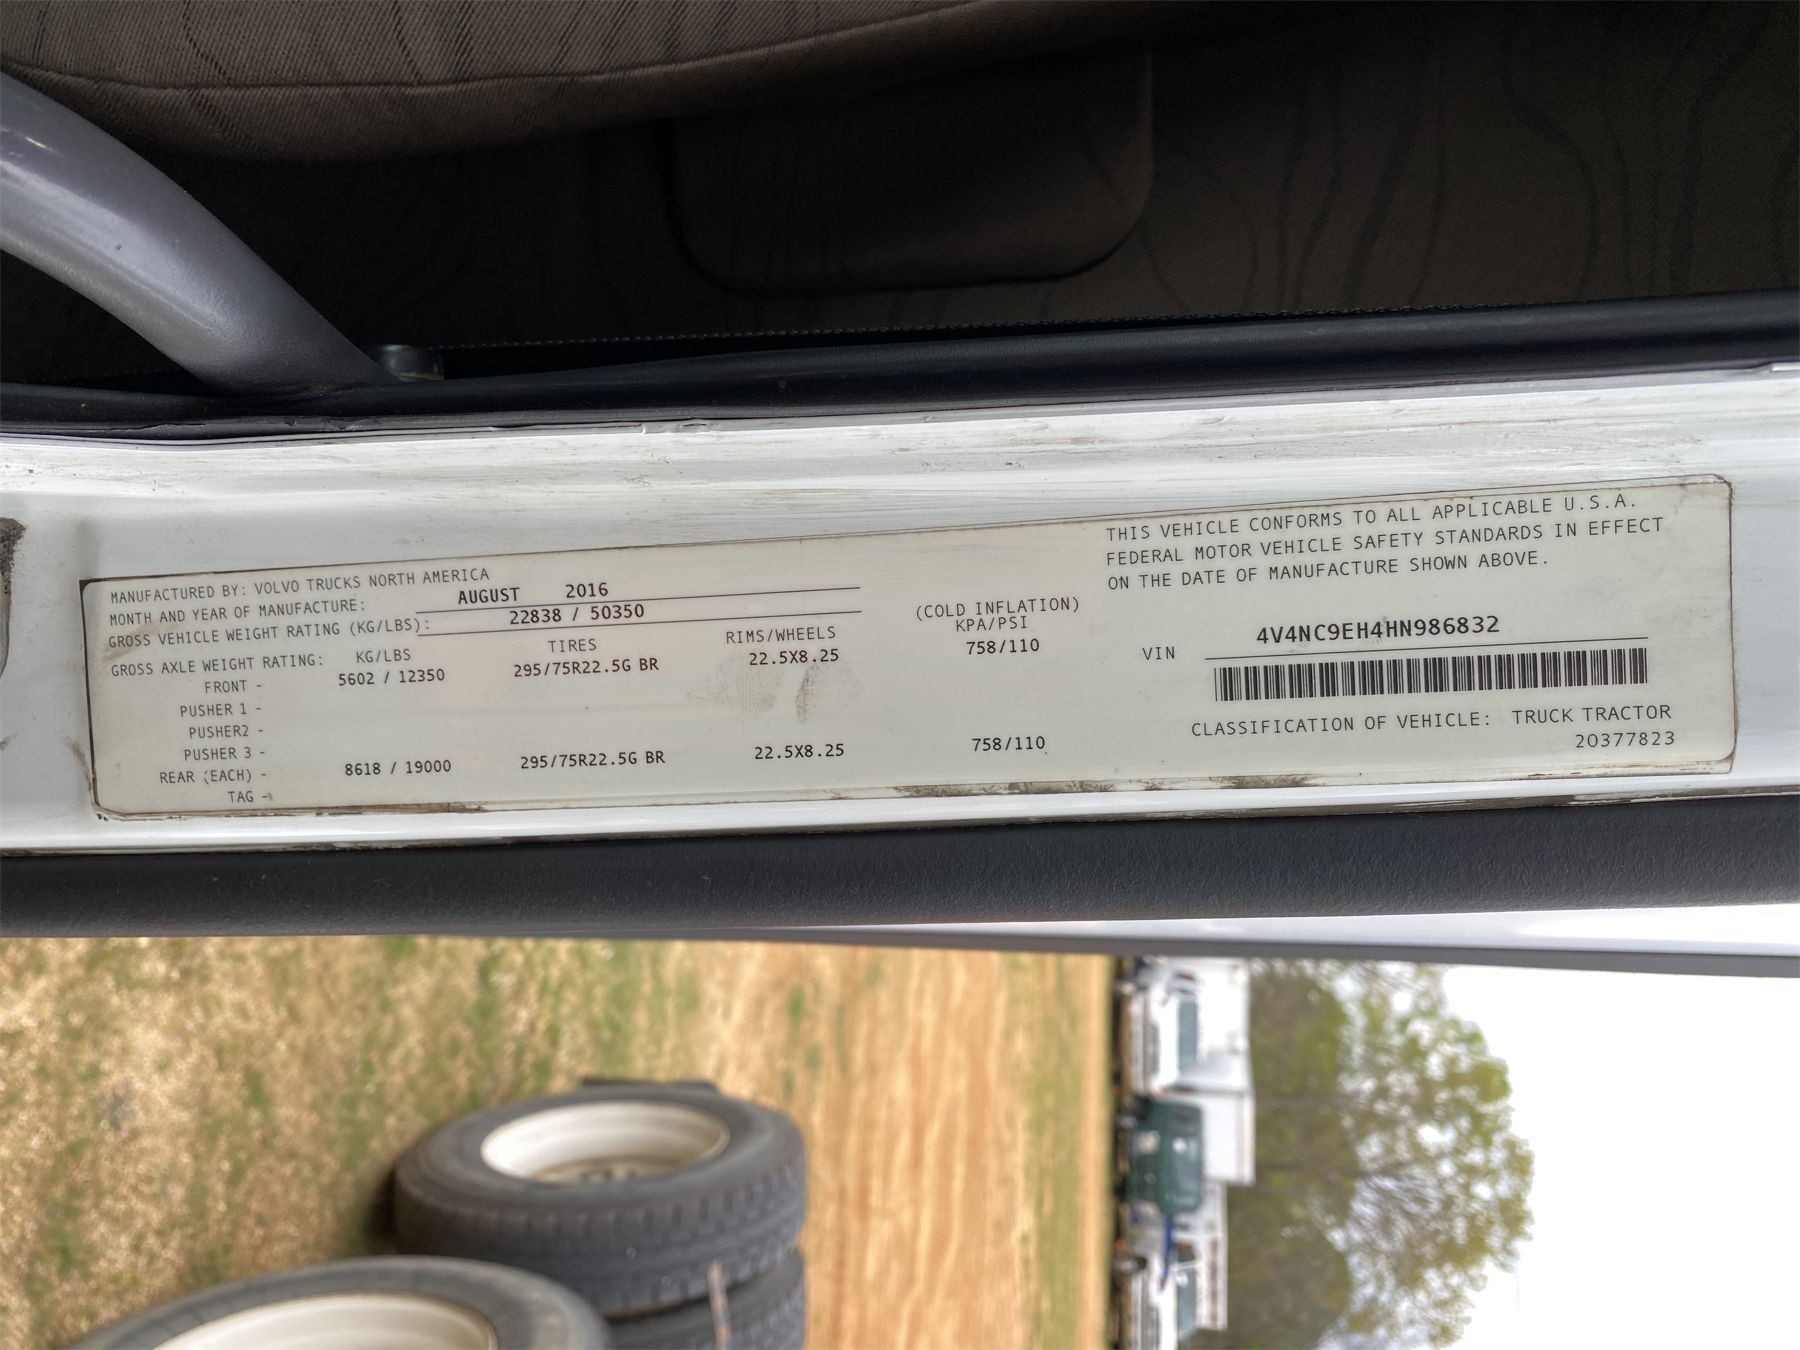 MANUFACTURED BY: VOLVO TRUCKS NORTH AMERICA
MONTH AND YEAR OF MANUFACTURE: AUGUST 2016
GROSS VEHICLE WEIGHT RATING (KG/LBS): 22838 / 50350
GROSS AXLE WEIGHT RATING: KG/LBS TIRES RIMS/WHEELS (COLD INFLATION) KPA/PSI
FRONT - 5602 / 12350 295/75R22.5G BR 22.5X8.25 758/110
PUSHER 1 -
PUSHER2 -
PUSHER 3 -
REAR (EACH) - 8618 / 19000 295/75R22.5G BR 22.5X8.25 758/110
TAG -
THIS VEHICLE CONFORMS TO ALL APPLICABLE U.S.A.
FEDERAL MOTOR VEHICLE SAFETY STANDARDS IN EFFECT
ON THE DATE OF MANUFACTURE SHOWN ABOVE.
VIN 4V4NC9EH4HN986832
CLASSIFICATION OF VEHICLE: TRUCK TRACTOR
20377823